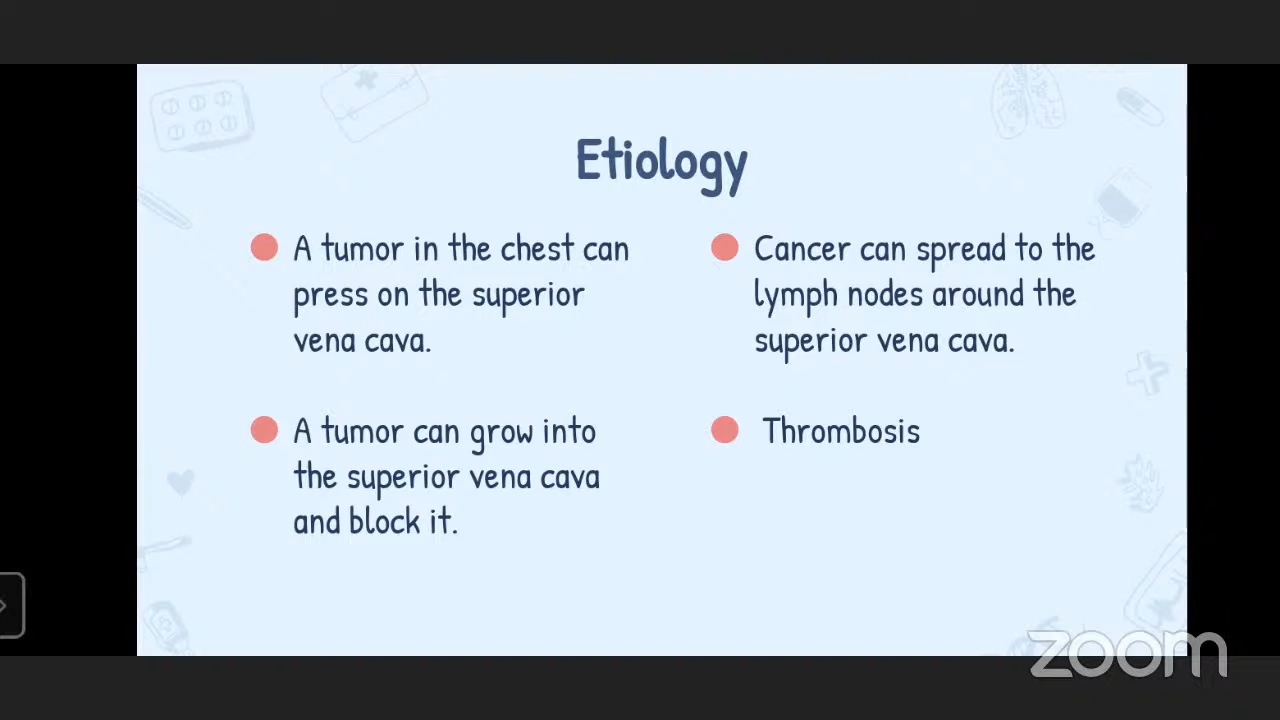 Etiology
A tumor in the chest can
press on the superior
vena cava.
A tumor can grow into
the superior vena cava
and block it.
Cancer can spread to the
lymph nodes around the
superior vena cava.
Thrombosis
zoom